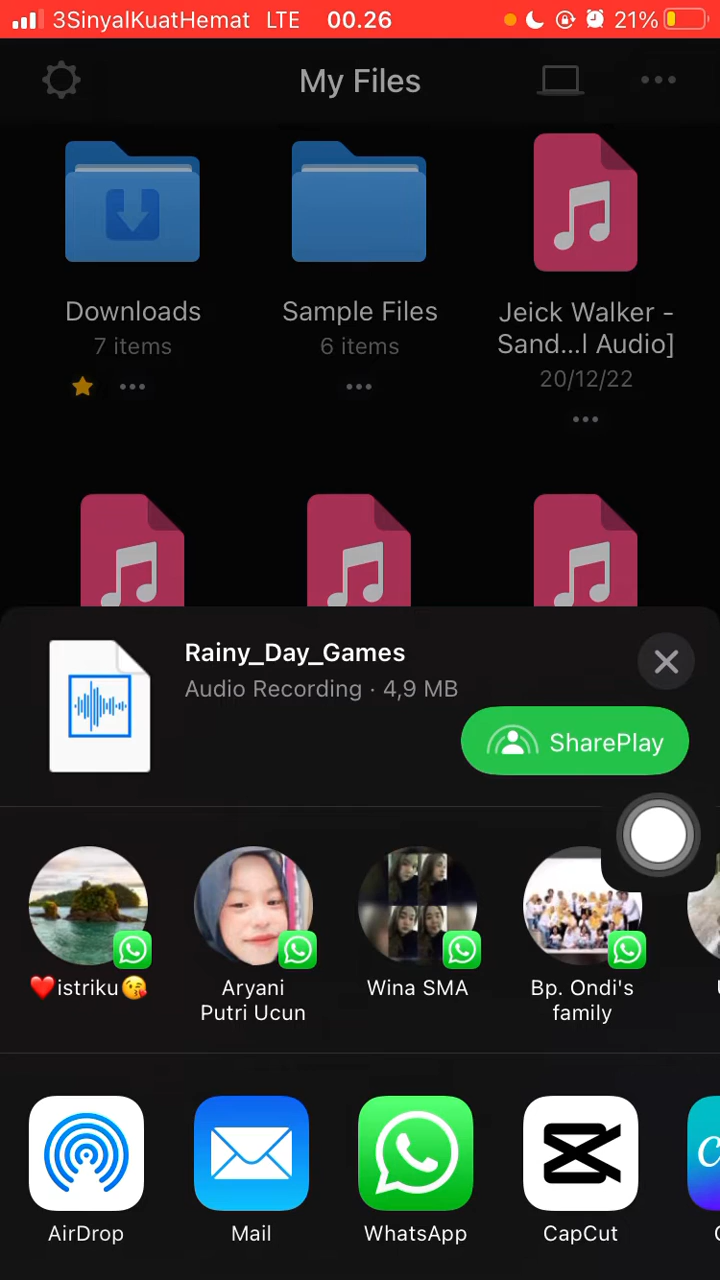 3SinyalKuatHemat LTE 00.26 21%
My Files
Downloads
7 items
Sample Files
6 items
Jeick Walker -
Sand...l Audio]
20/12/22
Rainy_Day_Games
Audio Recording · 4,9 MB
SharePlay
❤️istriku😘
Aryani
Putri Ucun
Wina SMA
Bp. Ondi's
family
AirDrop
Mail
WhatsApp
CapCut